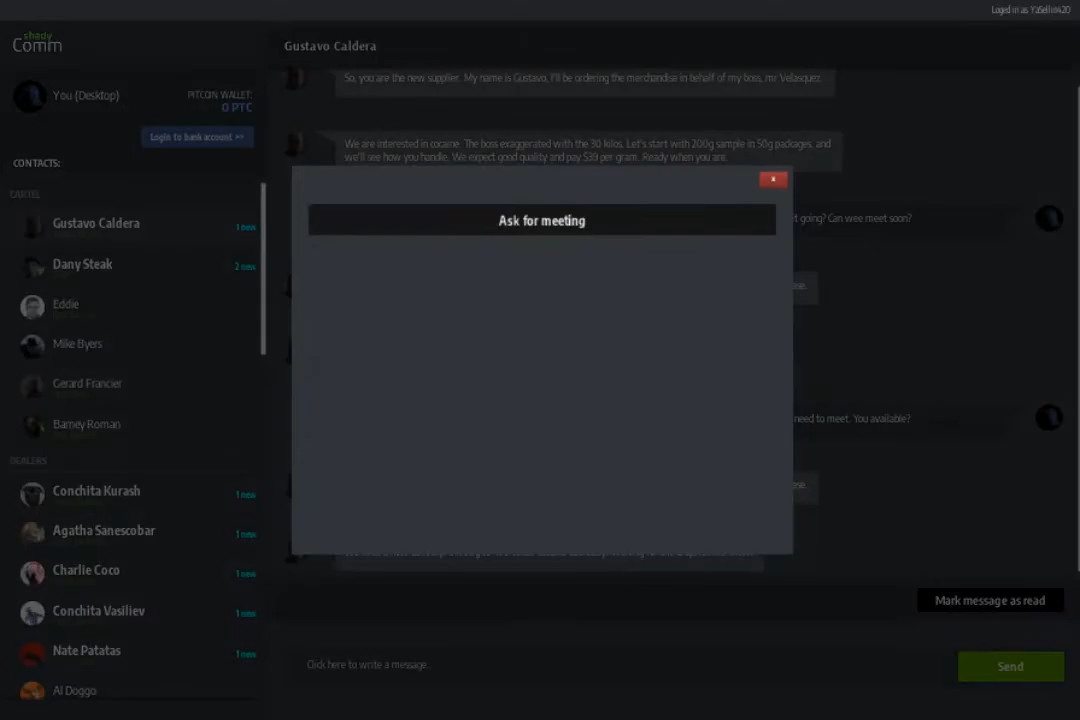 Loged in as YaSellin420
shady
Comm
Gustavo Caldera
So, you are the new supplier. My name is Gustavo, I'll be ordering the merchandise in behalf of my boss, mr Velasquez.
You (Desktop)
PITCOIN WALLET:
0 PTC
Login to bank account >>
We are interested in cocaine. The boss exaggerated with the 30 kilos. Let's start with 200g sample in 50g packages, and
we'll see how you handle. We expect good quality and pay $39 per gram. Ready when you are.
CONTACTS:
CARTEL
x
Ask for meeting
Gustavo Caldera
1 new
t going? Can wee meet soon?
Dany Steak
2 new
Eddie
Mike Byers
Gerard Francier
Barney Roman
need to meet. You available?
DEALERS
Conchita Kurash
1 new
Agatha Sanescobar
1 new
Charlie Coco
1 new
Conchita Vasiliev
1 new
Mark message as read
Nate Patatas
1 new
Click here to write a message..
Send
Al Doggo